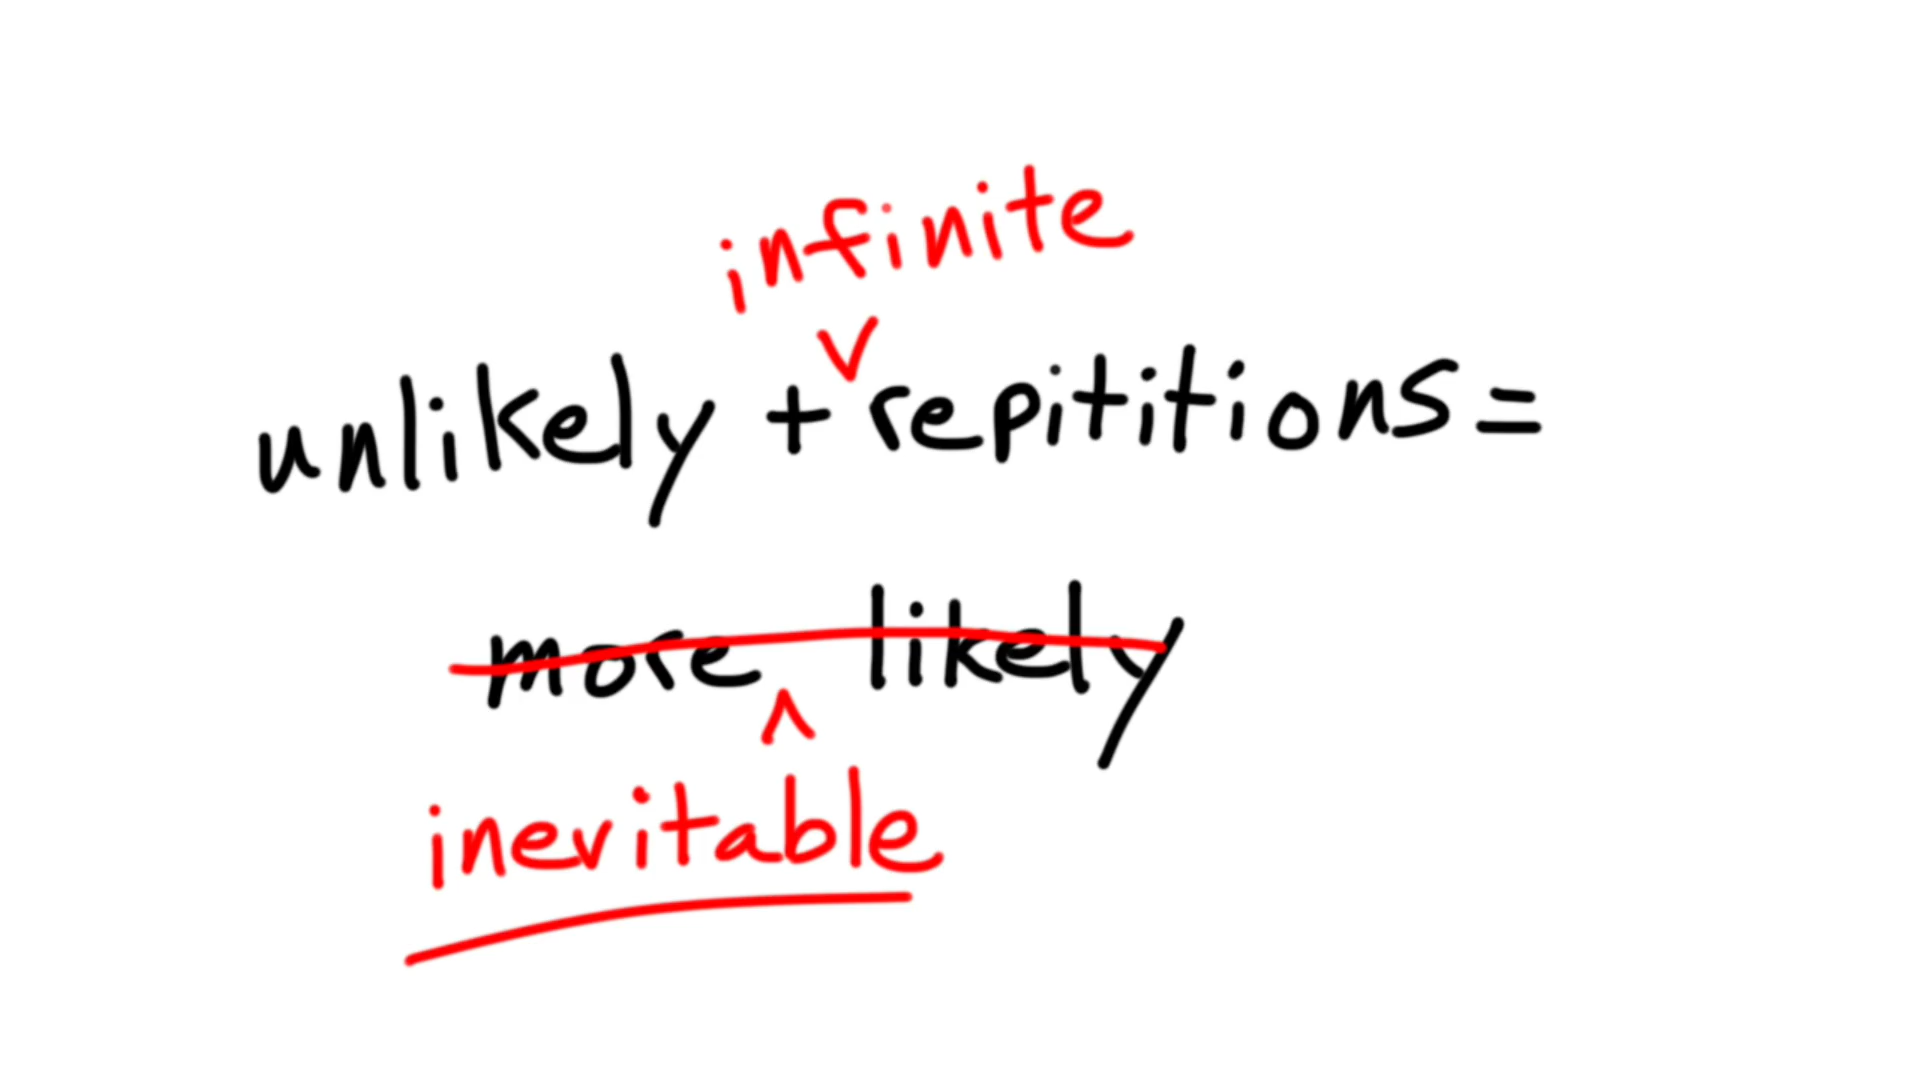 infinite
unlikely + repititions =
more likely
inevitable